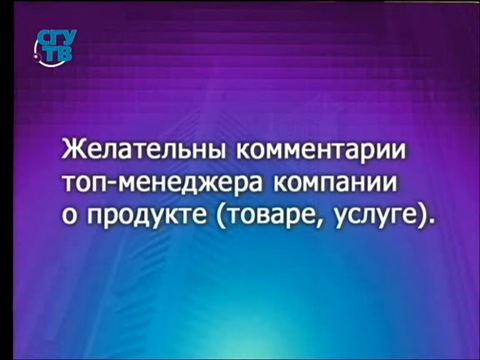 СГУ
ТВ
Желательны комментарии
топ-менеджера компании
о продукте (товаре, услуге).